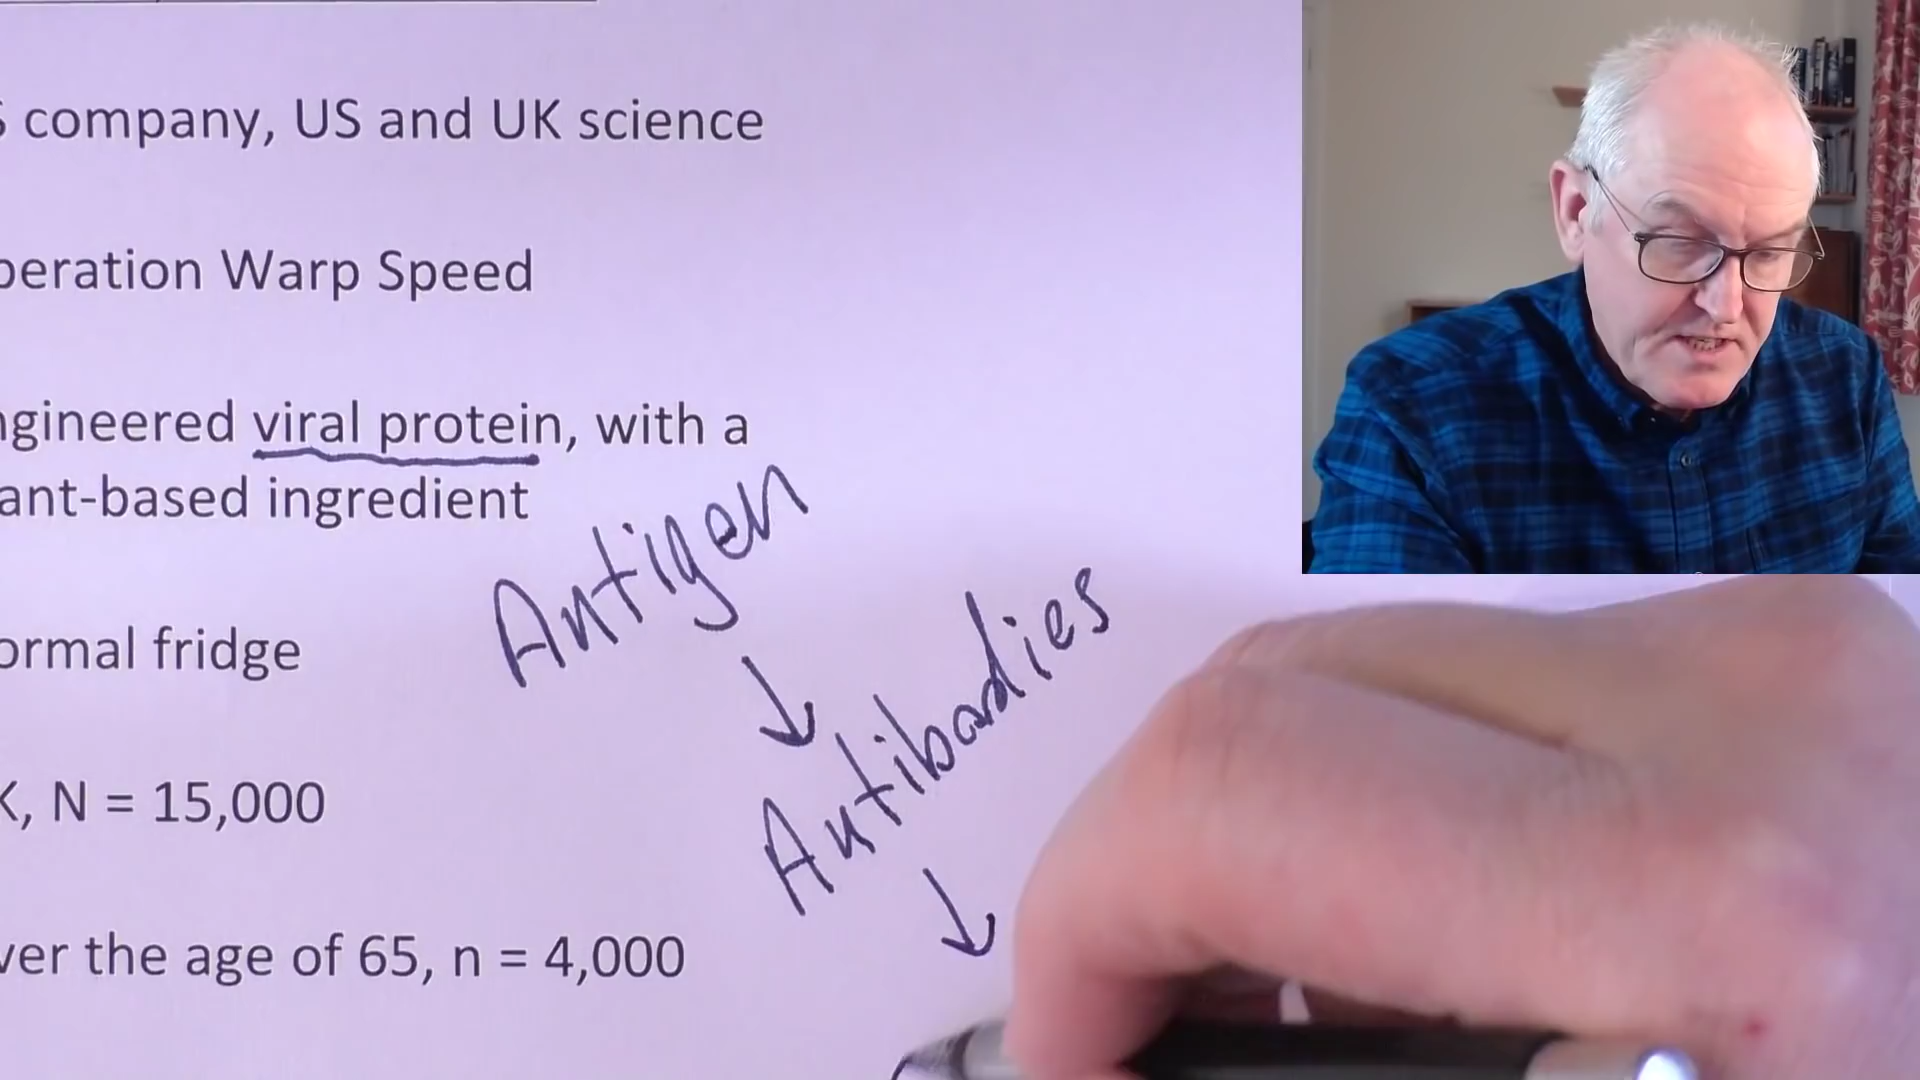 S company, US and UK science
peration Warp Speed
ngineered viral protein, with a
ant-based ingredient
Antigen
ormal fridge
Antibodies
K, N = 15,000
ver the age of 65, n = 4,000